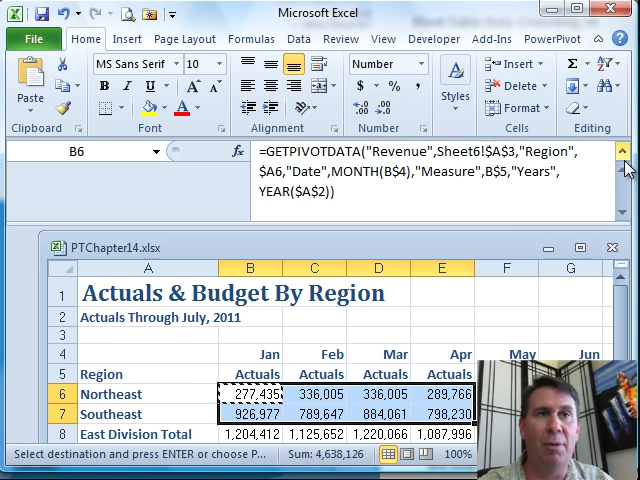 Microsoft Excel
File Home Insert Page Layout Formulas Data Review View Developer Add-Ins PowerPivot
MS Sans Serif 10 Number Insert
Paste B I U A Styles $ % , Delete
.00 .0 Format
Clipboard Font Alignment Number Cells Editing
B6 fx =GETPIVOTDATA("Revenue",Sheet6!$A$3,"Region",
$A6,"Date",MONTH(B$4),"Measure",B$5,"Years",
YEAR($A$2))
PTChapter14.xlsx
A B C D E F G
1 Actuals & Budget By Region
2 Actuals Through July, 2011
3
4 Jan Feb Mar Apr May Jun
5 Region Actuals Actuals Actuals Actuals
6 Northeast 277,435 336,005 336,005 289,766
7 Southeast 926,977 789,647 884,061 798,230
8 East Division Total 1,204,412 1,125,652 1,220,066 1,087,996
Select destination and press ENTER or choose P... Sum: 4,638,126 100%